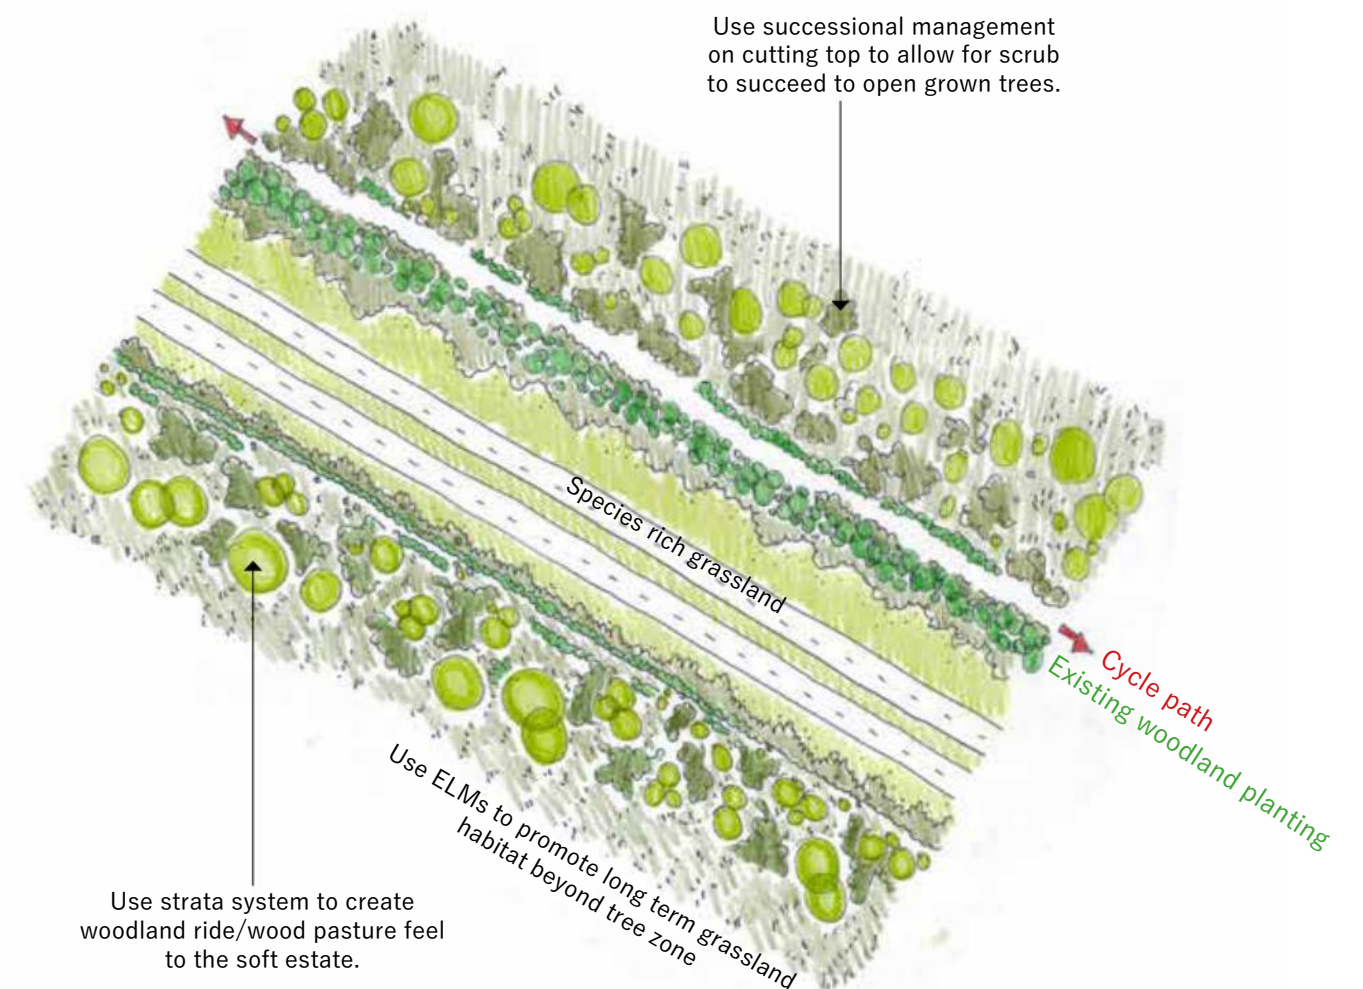 Use successional management
on cutting top to allow for scrub
to succeed to open grown trees.
Species rich grassland
Cycle path
Existing woodland planting
Use ELMs to promote long term grassland
habitat beyond tree zone
Use strata system to create
woodland ride/wood pasture feel
to the soft estate.